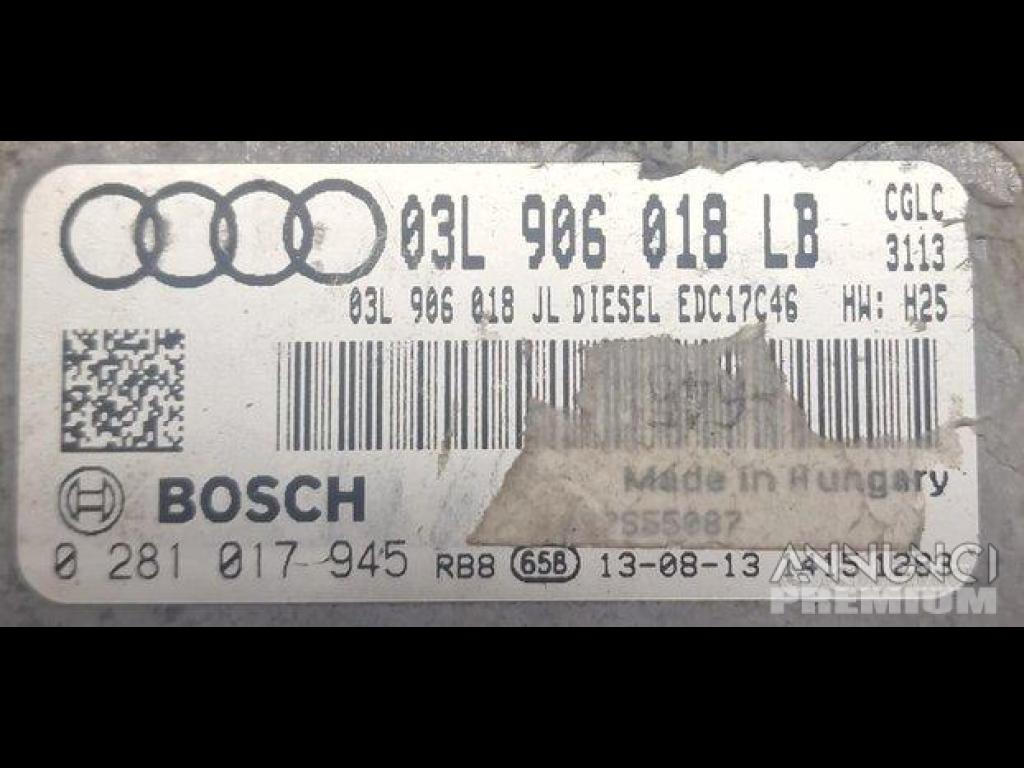 03L 906 018 LB CGLC
3113
03L 906 018 JL DIESEL EDC17C46 HW: H25
Made in Hungary
BOSCH
0 281 017 945 RB8 65B 13-08-13
ANNUNCI
PREMIUM